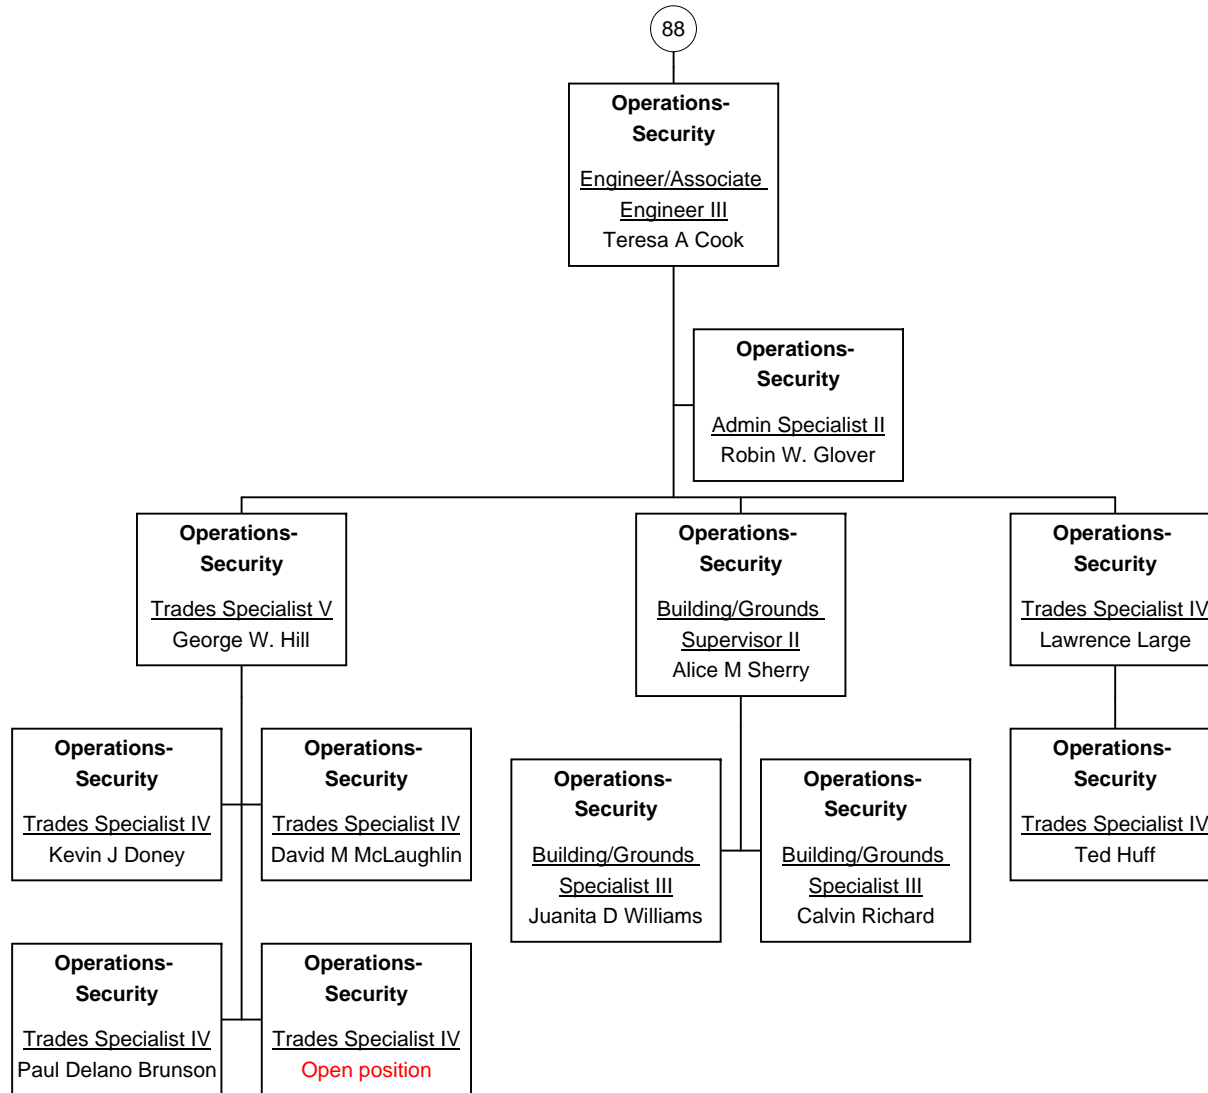 88
Operations-
Security
Engineer/Associate
Engineer III
Teresa A Cook
Operations-
Security
Admin Specialist II
Robin W. Glover
Operations-
Security
Trades Specialist V
George W. Hill
Operations-
Security
Building/Grounds
Supervisor II
Alice M Sherry
Operations-
Security
Trades Specialist IV
Lawrence Large
Operations-
Security
Trades Specialist IV
Kevin J Doney
Operations-
Security
Trades Specialist IV
David M McLaughlin
Operations-
Security
Building/Grounds
Specialist III
Juanita D Williams
Operations-
Security
Building/Grounds
Specialist III
Calvin Richard
Operations-
Security
Trades Specialist IV
Ted Huff
Operations-
Security
Trades Specialist IV
Paul Delano Brunson
Operations-
Security
Trades Specialist IV
Open position